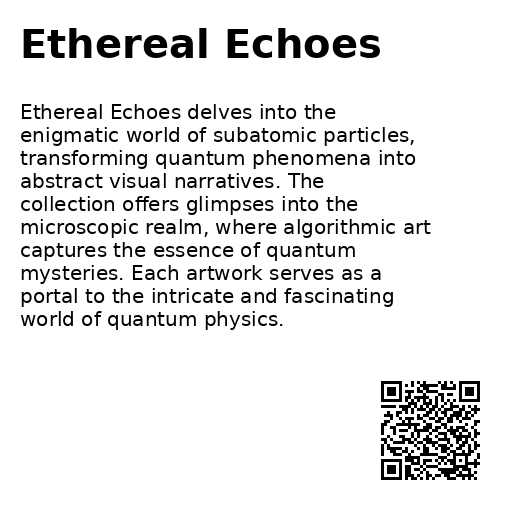 Ethereal Echoes
Ethereal Echoes delves into the
enigmatic world of subatomic particles,
transforming quantum phenomena into
abstract visual narratives. The
collection offers glimpses into the
microscopic realm, where algorithmic art
captures the essence of quantum
mysteries. Each artwork serves as a
portal to the intricate and fascinating
world of quantum physics.